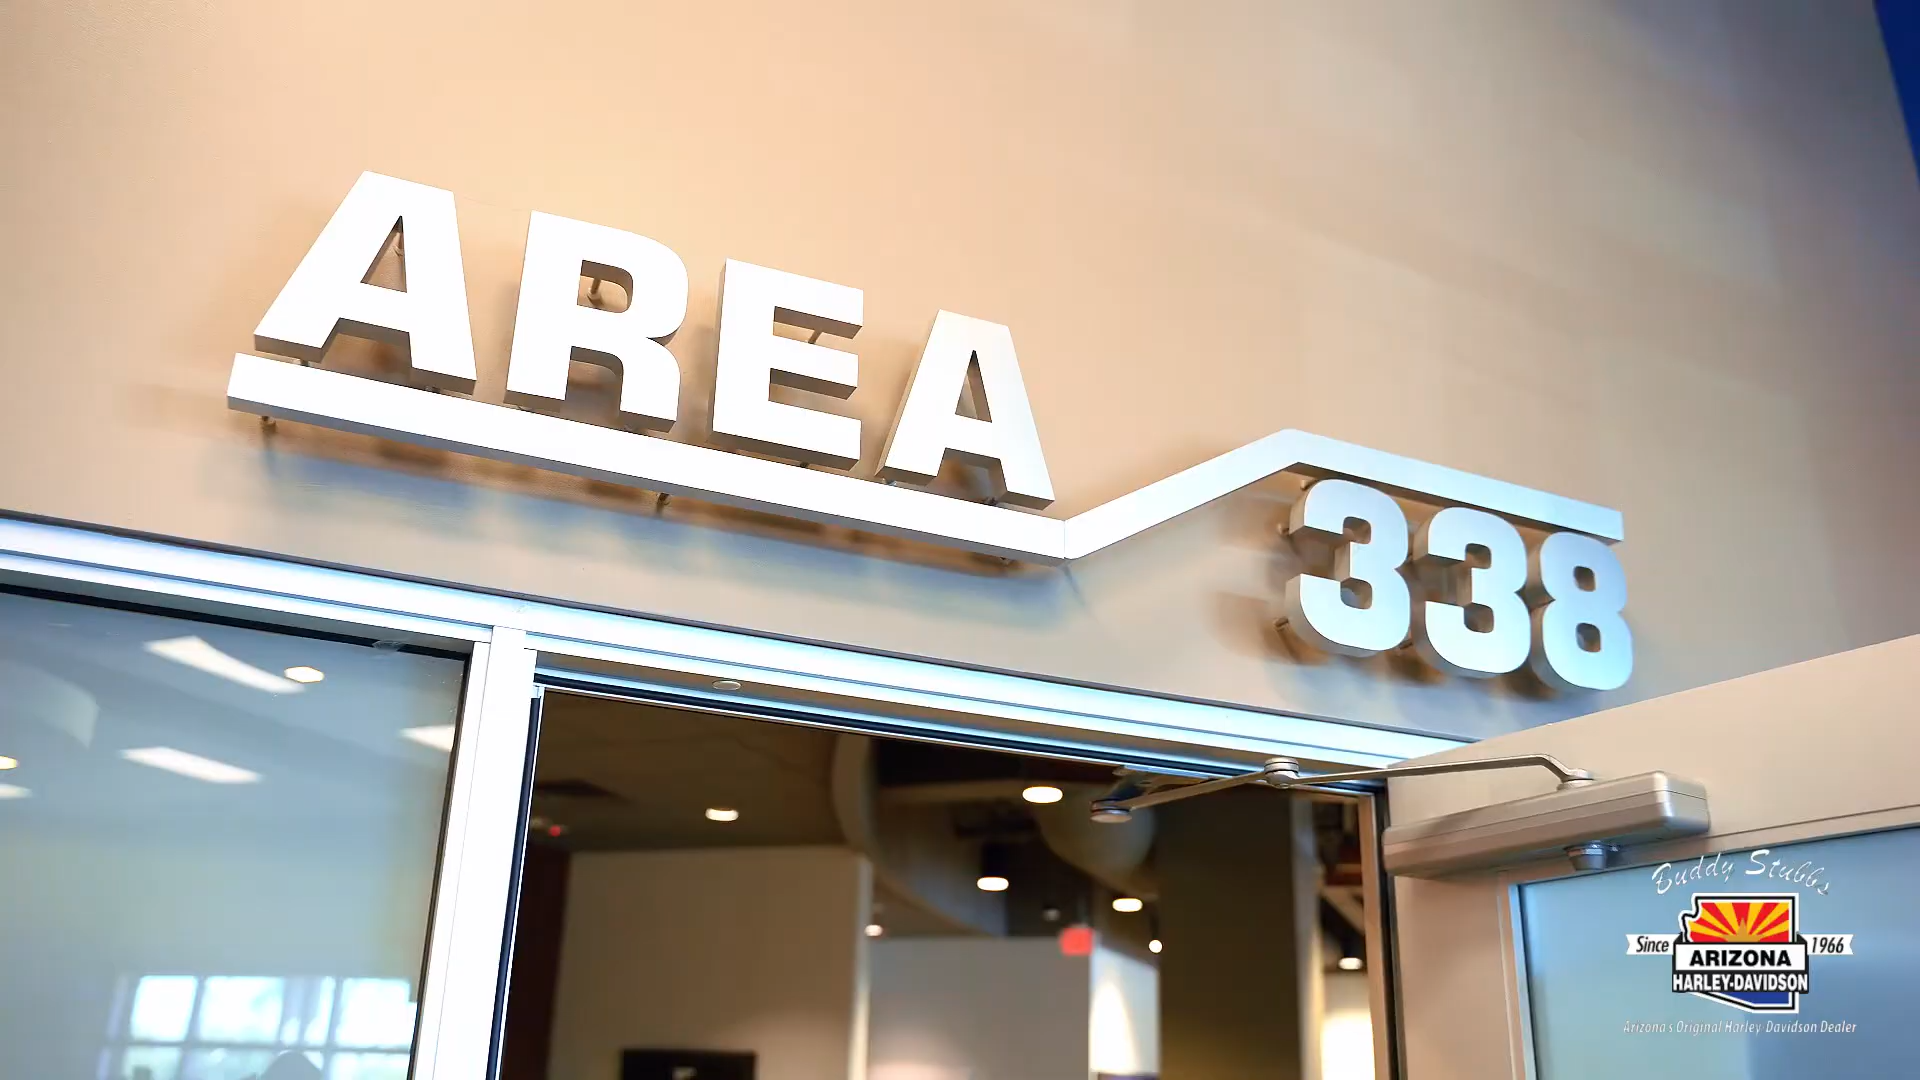 AREA
338
Buddy Stubbs
Since 1966
ARIZONA
HARLEY-DAVIDSON
Arizona's Original Harley-Davidson Dealer